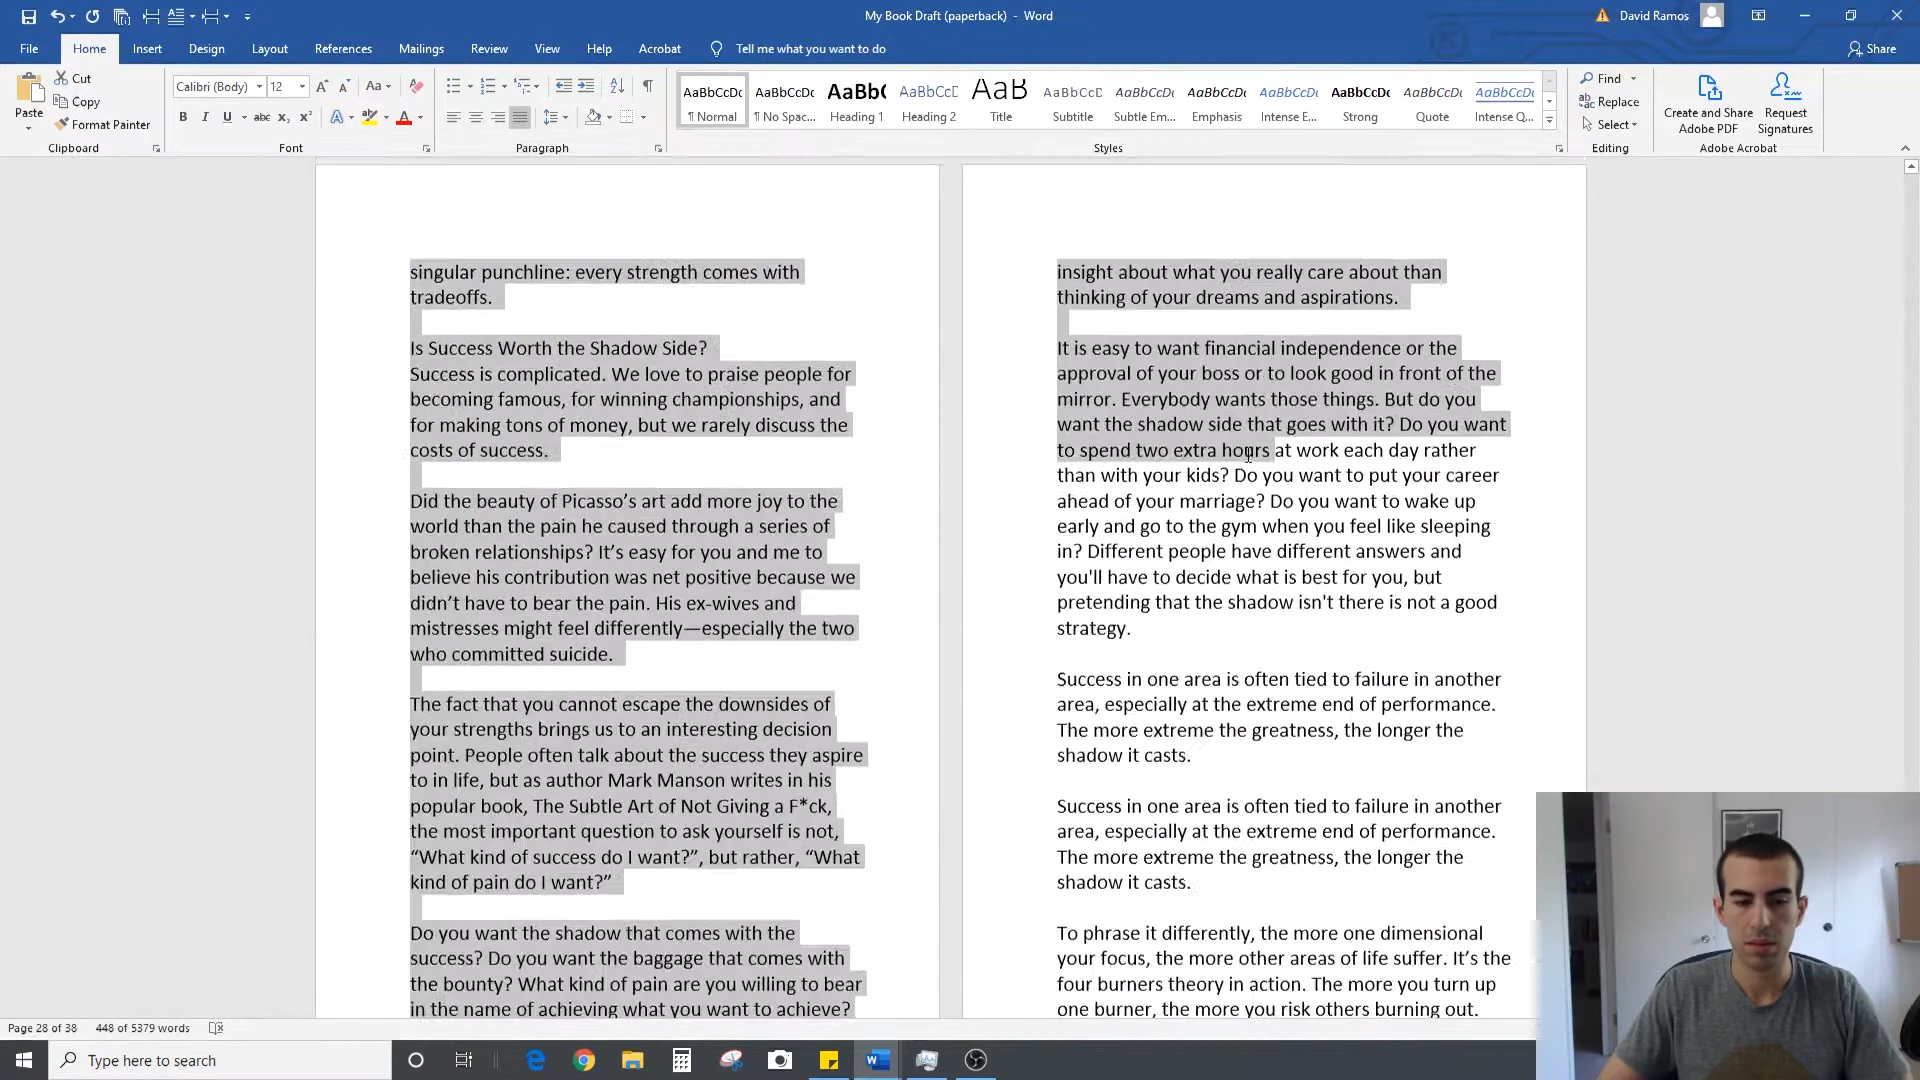 My Book Draft (paperback) - Word
David Ramos
File Home Insert Design Layout References Mailings Review View Help Acrobat Tell me what you want to do
Share
Paste
Cut
Copy
Format Painter
Clipboard
Calibri (Body) 12
Aa
B I U abc x₂ x²
A A
Font
Paragraph
AaBbCcDc ¶ Normal
AaBbCcDc ¶ No Spac...
AaBbC Heading 1
AaBbCcD Heading 2
AaB Title
AaBbCcD Subtitle
AaBbCcDc Subtle Em...
AaBbCcDc Emphasis
AaBbCcDc Intense E...
AaBbCcDc Strong
AaBbCcDc Quote
AaBbCcDc Intense Q...
Styles
Find
Replace
Select
Editing
Create and Share
Adobe PDF
Request
Signatures
Adobe Acrobat
singular punchline: every strength comes with
tradeoffs.
Is Success Worth the Shadow Side?
Success is complicated. We love to praise people for
becoming famous, for winning championships, and
for making tons of money, but we rarely discuss the
costs of success.
Did the beauty of Picasso’s art add more joy to the
world than the pain he caused through a series of
broken relationships? It’s easy for you and me to
believe his contribution was net positive because we
didn’t have to bear the pain. His ex-wives and
mistresses might feel differently—especially the two
who committed suicide.
The fact that you cannot escape the downsides of
your strengths brings us to an interesting decision
point. People often talk about the success they aspire
to in life, but as author Mark Manson writes in his
popular book, The Subtle Art of Not Giving a F*ck,
the most important question to ask yourself is not,
“What kind of success do I want?”, but rather, “What
kind of pain do I want?”
Do you want the shadow that comes with the
success? Do you want the baggage that comes with
the bounty? What kind of pain are you willing to bear
in the name of achieving what you want to achieve?
insight about what you really care about than
thinking of your dreams and aspirations.
It is easy to want financial independence or the
approval of your boss or to look good in front of the
mirror. Everybody wants those things. But do you
want the shadow side that goes with it? Do you want
to spend two extra hours at work each day rather
than with your kids? Do you want to put your career
ahead of your marriage? Do you want to wake up
early and go to the gym when you feel like sleeping
in? Different people have different answers and
you'll have to decide what is best for you, but
pretending that the shadow isn't there is not a good
strategy.
Success in one area is often tied to failure in another
area, especially at the extreme end of performance.
The more extreme the greatness, the longer the
shadow it casts.
Success in one area is often tied to failure in another
area, especially at the extreme end of performance.
The more extreme the greatness, the longer the
shadow it casts.
To phrase it differently, the more one dimensional
your focus, the more other areas of life suffer. It’s the
four burners theory in action. The more you turn up
one burner, the more you risk others burning out.
Page 28 of 38 448 of 5379 words
Type here to search